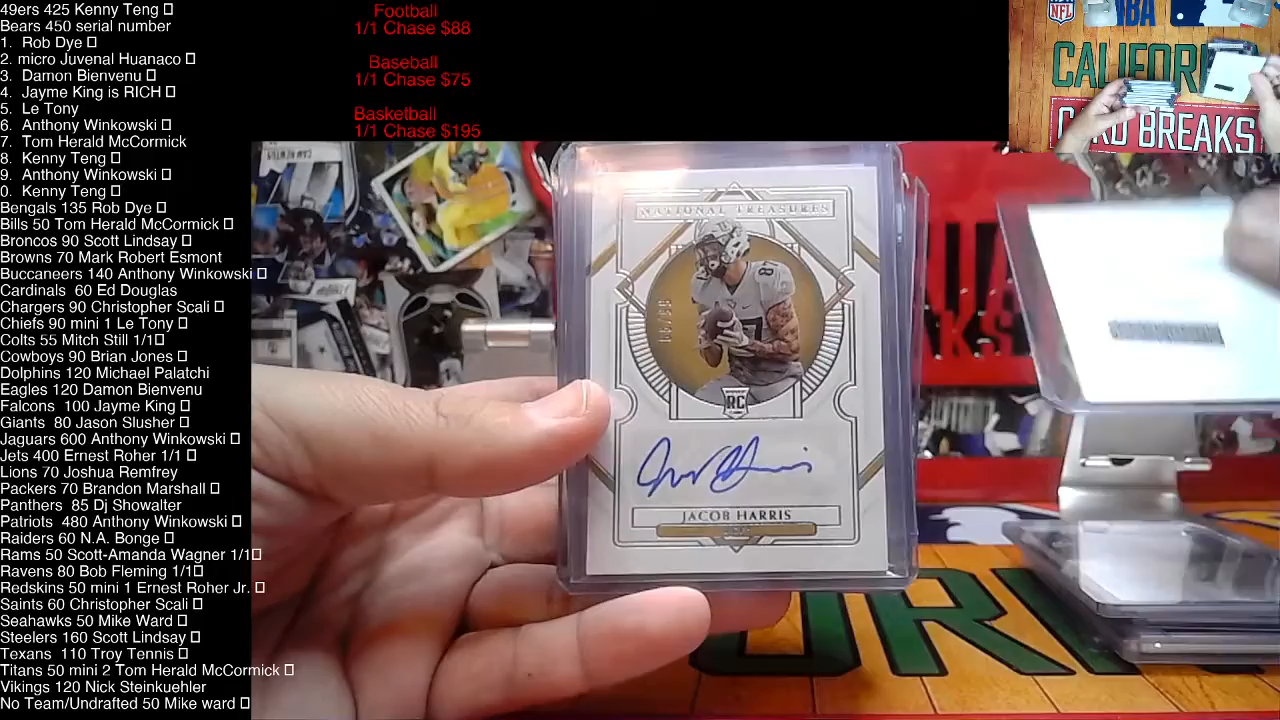 49ers 425 Kenny Teng
Bears 450 serial number
1. Rob Dye
2. micro Juvenal Huanaco
3. Damon Bienvenu
4. Jayme King is RICH
5. Le Tony
6. Anthony Winkowski
7. Tom Herald McCormick
8. Kenny Teng
9. Anthony Winkowski
0. Kenny Teng
Bengals 135 Rob Dye
Bills 50 Tom Herald McCormick
Broncos 90 Scott Lindsay
Browns 70 Mark Robert Esmont
Buccaneers 140 Anthony Winkowski
Cardinals 60 Ed Douglas
Chargers 90 Christopher Scali
Chiefs 90 mini 1 Le Tony
Colts 55 Mitch Still 1/1
Cowboys 90 Brian Jones
Dolphins 120 Michael Palatchi
Eagles 120 Damon Bienvenu
Falcons 100 Jayme King
Giants 80 Jason Slusher
Jaguars 600 Anthony Winkowski
Jets 400 Ernest Roher 1/1
Lions 70 Joshua Remfrey
Packers 70 Brandon Marshall
Panthers 85 Dj Showalter
Patriots 480 Anthony Winkowski
Raiders 60 N.A. Bonge
Rams 50 Scott-Amanda Wagner 1/1
Ravens 80 Bob Fleming 1/1
Redskins 50 mini 1 Ernest Roher Jr.
Saints 60 Christopher Scali
Seahawks 50 Mike Ward
Steelers 160 Scott Lindsay
Texans 110 Troy Tennis
Titans 50 mini 2 Tom Herald McCormick
Vikings 120 Nick Steinkuehler
No Team/Undrafted 50 Mike ward
Football
1/1 Chase $88
Baseball
1/1 Chase $75
Basketball
1/1 Chase $195
NFL
NBA
CALIFOR
CARD BREAKS
NATIONAL TREASURES
87
RC
JACOB HARRIS